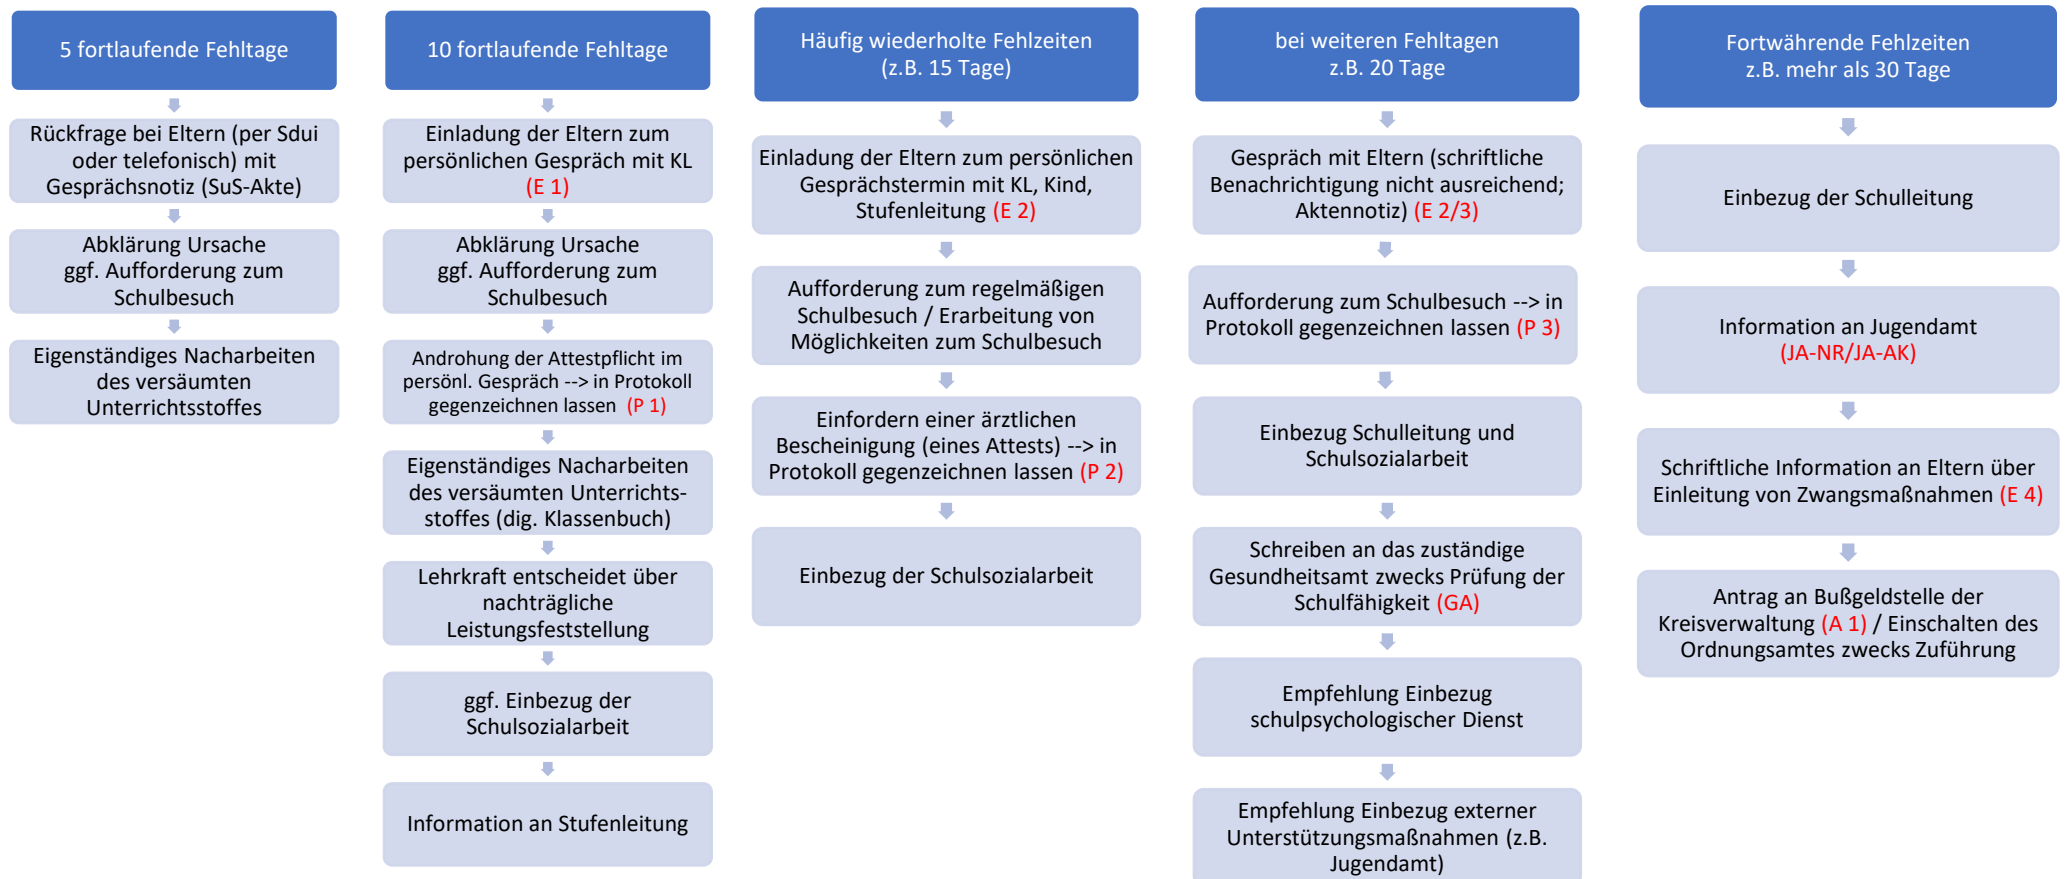 5 fortlaufende Fehltage
Rückfrage bei Eltern (per Sdui
oder telefonisch) mit
Gesprächsnotiz (SuS-Akte)
Abklärung Ursache
ggf. Aufforderung zum
Schulbesuch
Eigenständiges Nacharbeiten
des versäumten
Unterrichtsstoffes
10 fortlaufende Fehltage
Einladung der Eltern zum
persönlichen Gespräch mit KL
(E 1)
Abklärung Ursache
ggf. Aufforderung zum
Schulbesuch
Androhung der Attestpflicht im
persönl. Gespräch --> in Protokoll
gegenzeichnen lassen (P 1)
Eigenständiges Nacharbeiten
des versäumten Unterrichts-
stoffes (dig. Klassenbuch)
Lehrkraft entscheidet über
nachträgliche
Leistungsfeststellung
ggf. Einbezug der
Schulsozialarbeit
Information an Stufenleitung
Häufig wiederholte Fehlzeiten
(z.B. 15 Tage)
Einladung der Eltern zum persönlichen
Gesprächstermin mit KL, Kind,
Stufenleitung (E 2)
Aufforderung zum regelmäßigen
Schulbesuch / Erarbeitung von
Möglichkeiten zum Schulbesuch
Einfordern einer ärztlichen
Bescheinigung (eines Attests) --> in
Protokoll gegenzeichnen lassen (P 2)
Einbezug der Schulsozialarbeit
bei weiteren Fehltagen
z.B. 20 Tage
Gespräch mit Eltern (schriftliche
Benachrichtigung nicht ausreichend;
Aktennotiz) (E 2/3)
Aufforderung zum Schulbesuch --> in
Protokoll gegenzeichnen lassen (P 3)
Einbezug Schulleitung und
Schulsozialarbeit
Schreiben an das zuständige
Gesundheitsamt zwecks Prüfung der
Schulfähigkeit (GA)
Empfehlung Einbezug
schulpsychologischer Dienst
Empfehlung Einbezug externer
Unterstützungsmaßnahmen (z.B.
Jugendamt)
Fortwährende Fehlzeiten
z.B. mehr als 30 Tage
Einbezug der Schulleitung
Information an Jugendamt
(JA-NR/JA-AK)
Schriftliche Information an Eltern über
Einleitung von Zwangsmaßnahmen (E 4)
Antrag an Bußgeldstelle der
Kreisverwaltung (A 1) / Einschalten des
Ordnungsamtes zwecks Zuführung